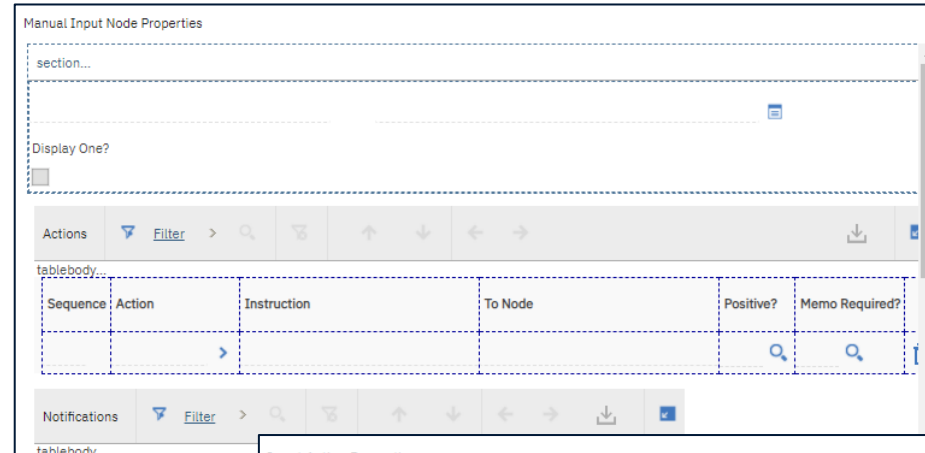 Manual Input Node Properties
section...
Display One?
Actions Filter >
tablebody...
Sequence Action Instruction To Node Positive? Memo Required?
Notifications Filter >
tablebody